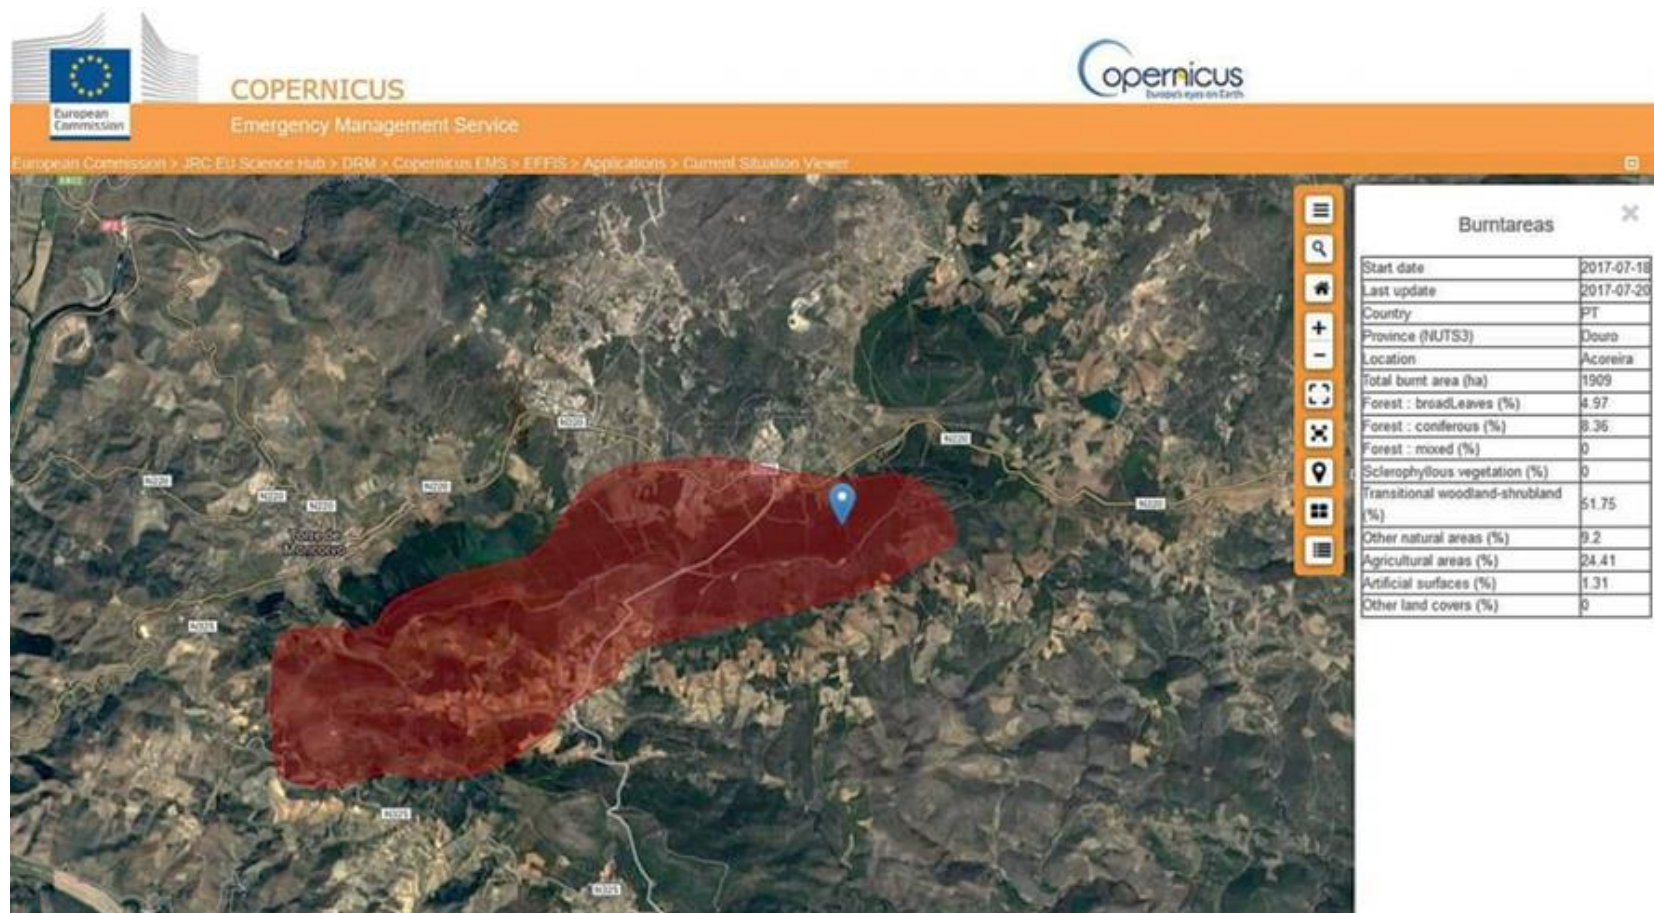 European
Commission
COPERNICUS
Emergency Management Service
opernicus
Europe's eyes on Earth
European Commission > JRC EU Science Hub > DRM > Copernicus EMS > EFFIS > Applications > Current Situation Viewer
N220
N220
N220
N220
N220
N220
N220
Torre de
Moncorvo
N325
N325
N325
Burntareas
Start date 2017-07-18
Last update 2017-07-20
Country PT
Province (NUTS3) Douro
Location Acoreira
Total burnt area (ha) 1909
Forest : broadLeaves (%) 4.97
Forest : coniferous (%) 8.36
Forest : mixed (%) 0
Sclerophyllous vegetation (%) 0
Transitional woodland-shrubland
(%) 51.75
Other natural areas (%) 9.2
Agricultural areas (%) 24.41
Artificial surfaces (%) 1.31
Other land covers (%) 0